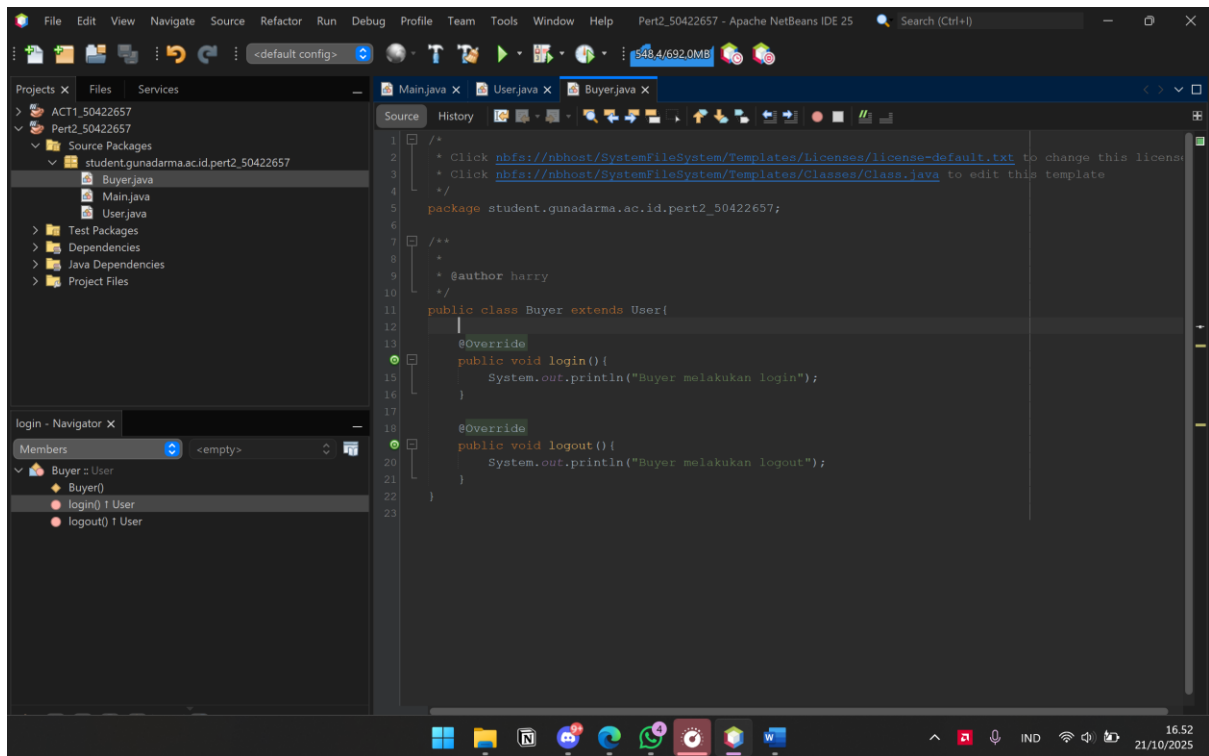 File Edit View Navigate Source Refactor Run Debug Profile Team Tools Window Help Pert2_50422657 - Apache NetBeans IDE 25 Search (Ctrl+I)
<default config> 548,4/692,0MB
Projects Files Services
ACT1_50422657
Pert2_50422657
Source Packages
student.gunadarma.ac.id.pert2_50422657
Buyer.java
Main.java
User.java
Test Packages
Dependencies
Java Dependencies
Project Files
login - Navigator
Members <empty>
Buyer :: User
Buyer()
login() ↑ User
logout() ↑ User
Main.java User.java Buyer.java
Source History
1 /*
2 * Click nbfs://nbhost/SystemFileSystem/Templates/Licenses/license-default.txt to change this license
3 * Click nbfs://nbhost/SystemFileSystem/Templates/Classes/Class.java to edit this template
4 */
5 package student.gunadarma.ac.id.pert2_50422657;
6
7 /**
8 *
9 * @author harry
10 */
11 public class Buyer extends User{
12
13 @Override
public void login(){
15 System.out.println("Buyer melakukan login");
16 }
17
18 @Override
public void logout(){
20 System.out.println("Buyer melakukan logout");
21 }
22 }
23
9+ 4 W IND 16.52
21/10/2025